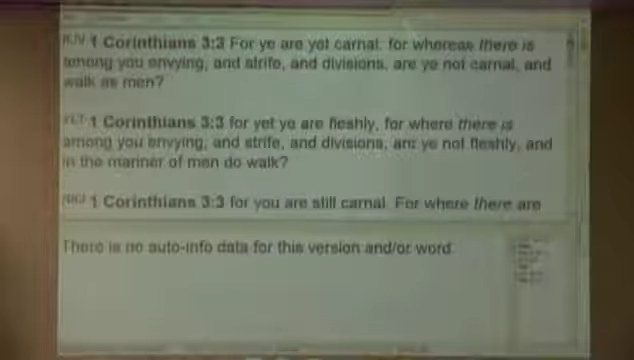 KJV 1 Corinthians 3:3 For ye are yet carnal: for whereas there is
among you envying, and strife, and divisions, are ye not carnal, and
walk as men?
YLT 1 Corinthians 3:3 for yet ye are fleshly, for where there is
among you envying, and strife, and divisions, are ye not fleshly, and
in the manner of men do walk?
1 Corinthians 3:3 for you are still carnal. For where there are
There is no auto-info data for this version and/or word.